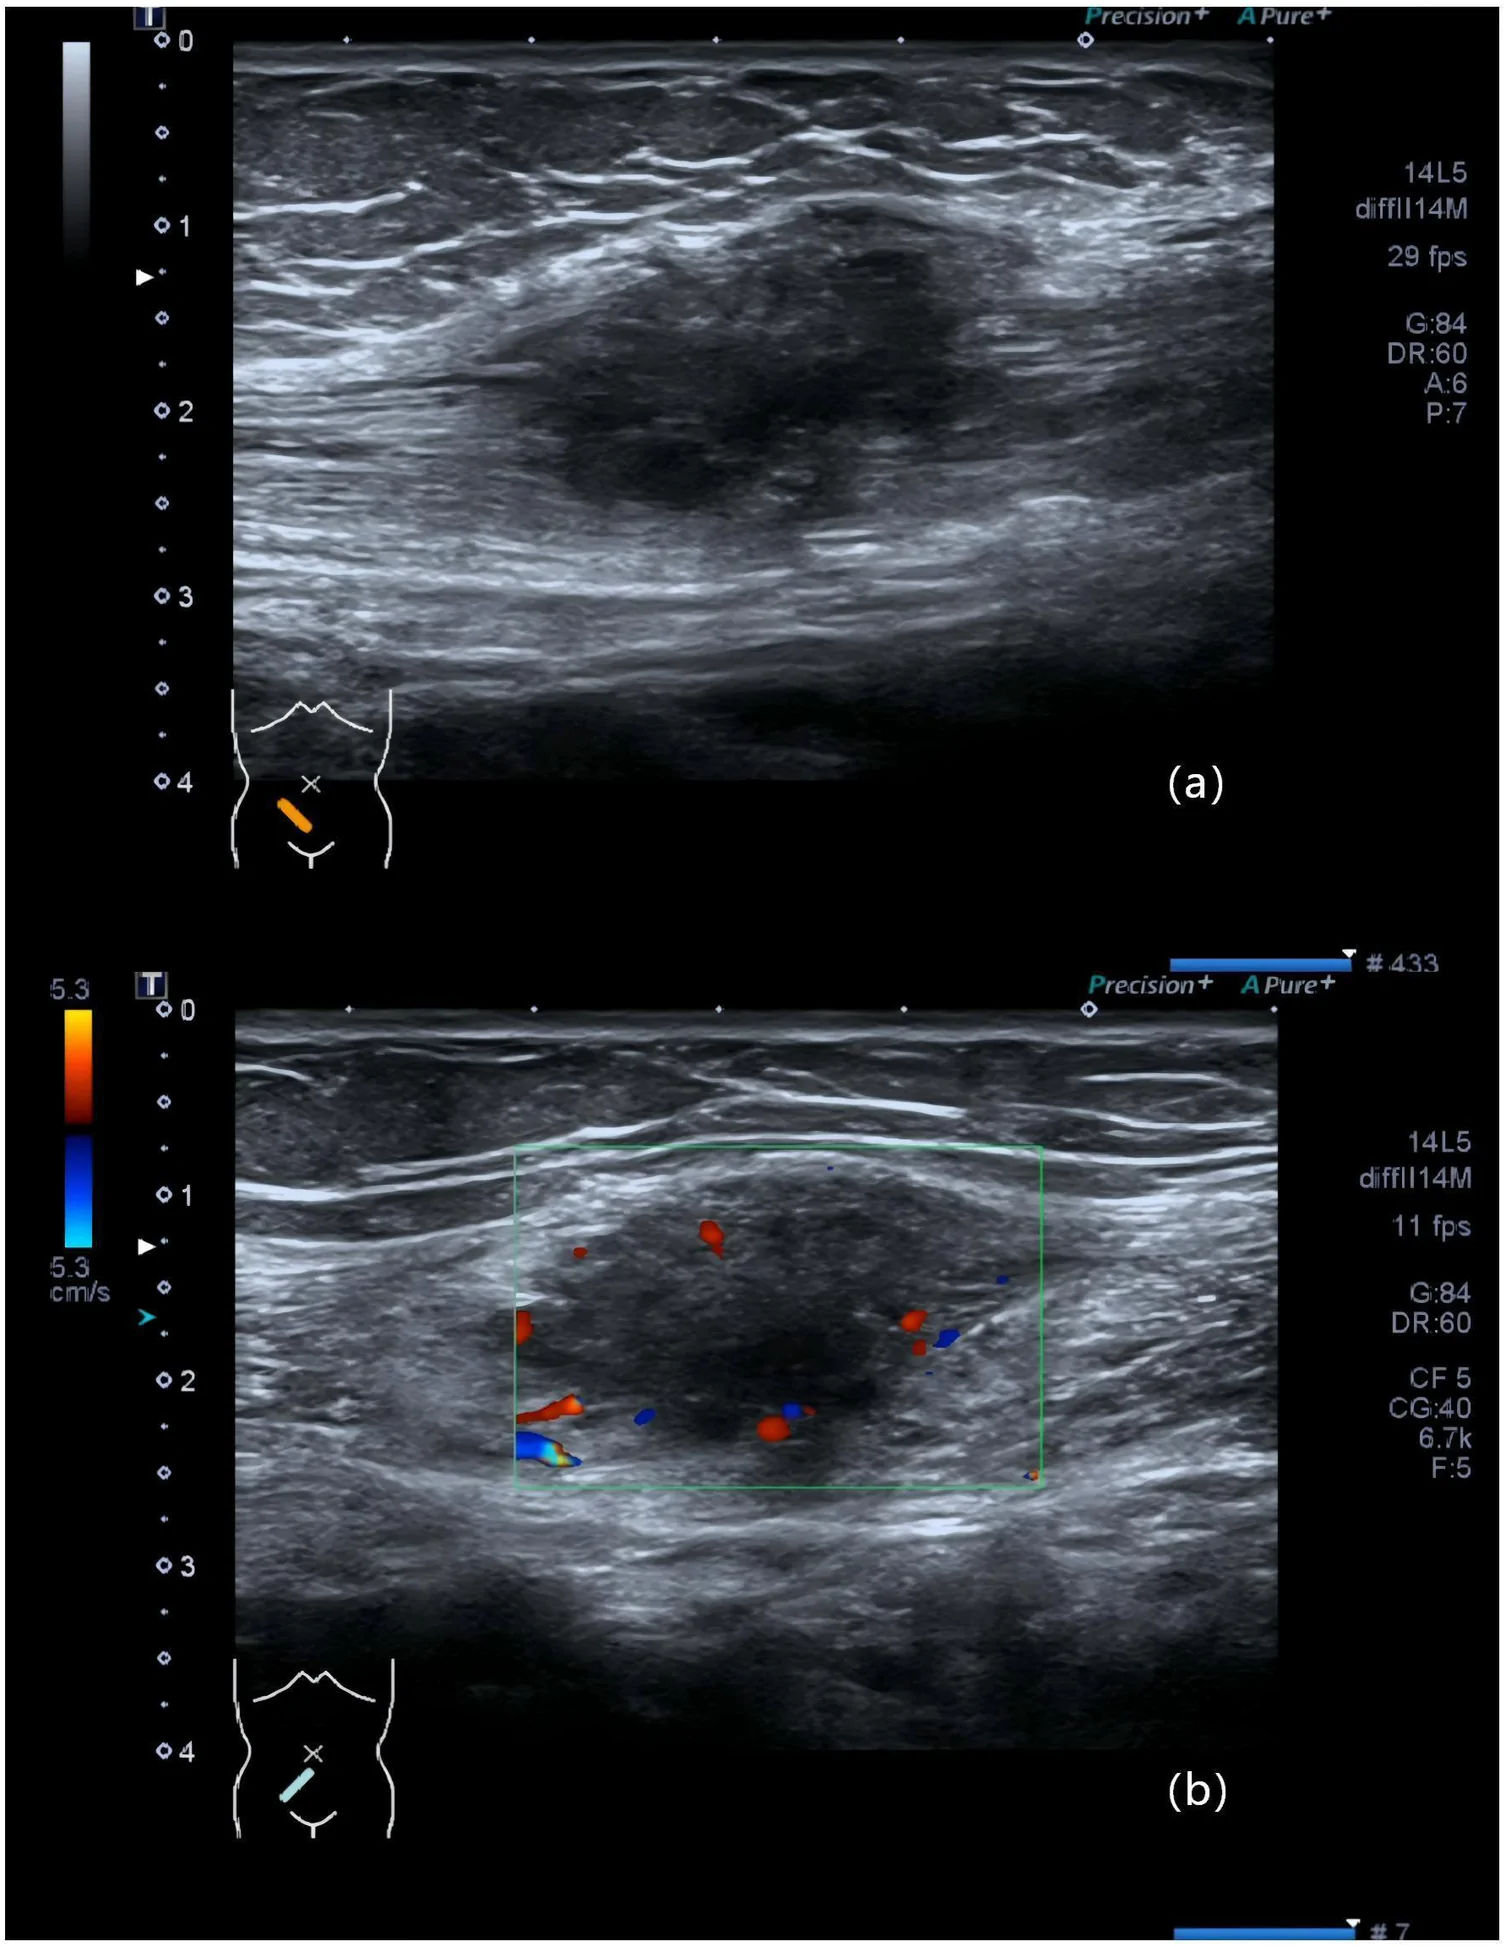 T
Precision+ APure+
0
1
2
3
4
14L5
diffII14M
29 fps
G:84
DR:60
A:6
P:7
(a)
# 433
5.3
T
Precision+ APure+
0
1
2
3
4
5.3
cm/s
14L5
diffII14M
11 fps
G:84
DR:60
CF 5
CG:40
6.7k
F:5
(b)
# 7